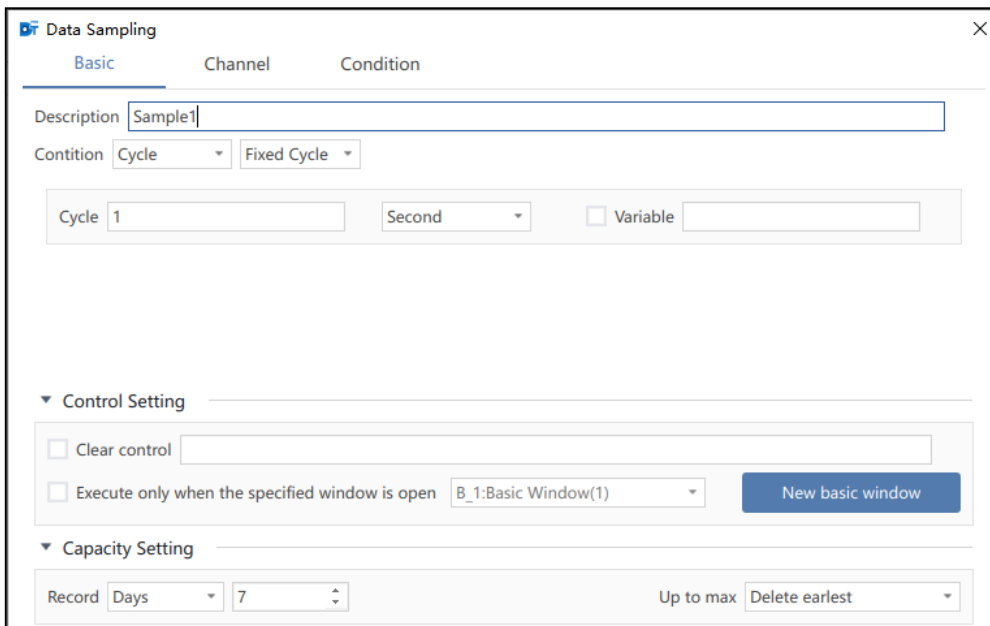 DT Data Sampling
Basic Channel Condition
Description Sample1
Contition Cycle Fixed Cycle
Cycle 1 Second Variable
Control Setting
Clear control
Execute only when the specified window is open B_1:Basic Window(1) New basic window
Capacity Setting
Record Days 7 Up to max Delete earlest